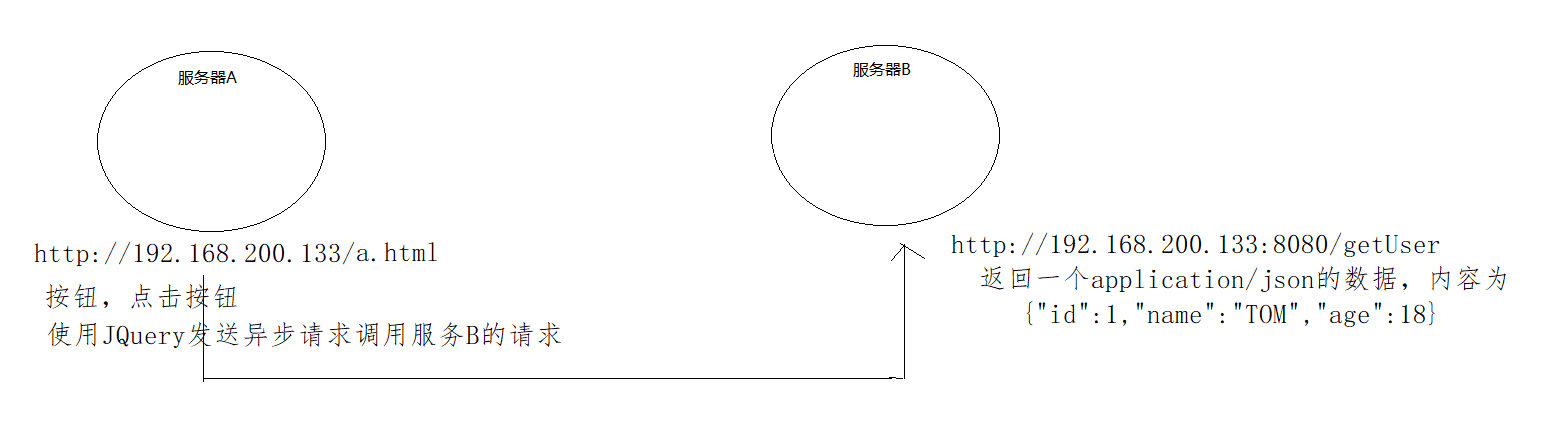 服务器A
服务器B
http://192.168.200.133/a.html
按钮，点击按钮
使用JQuery发送异步请求调用服务B的请求
http://192.168.200.133:8080/getUser
返回一个application/json的数据，内容为
{"id":1,"name":"TOM","age":18}